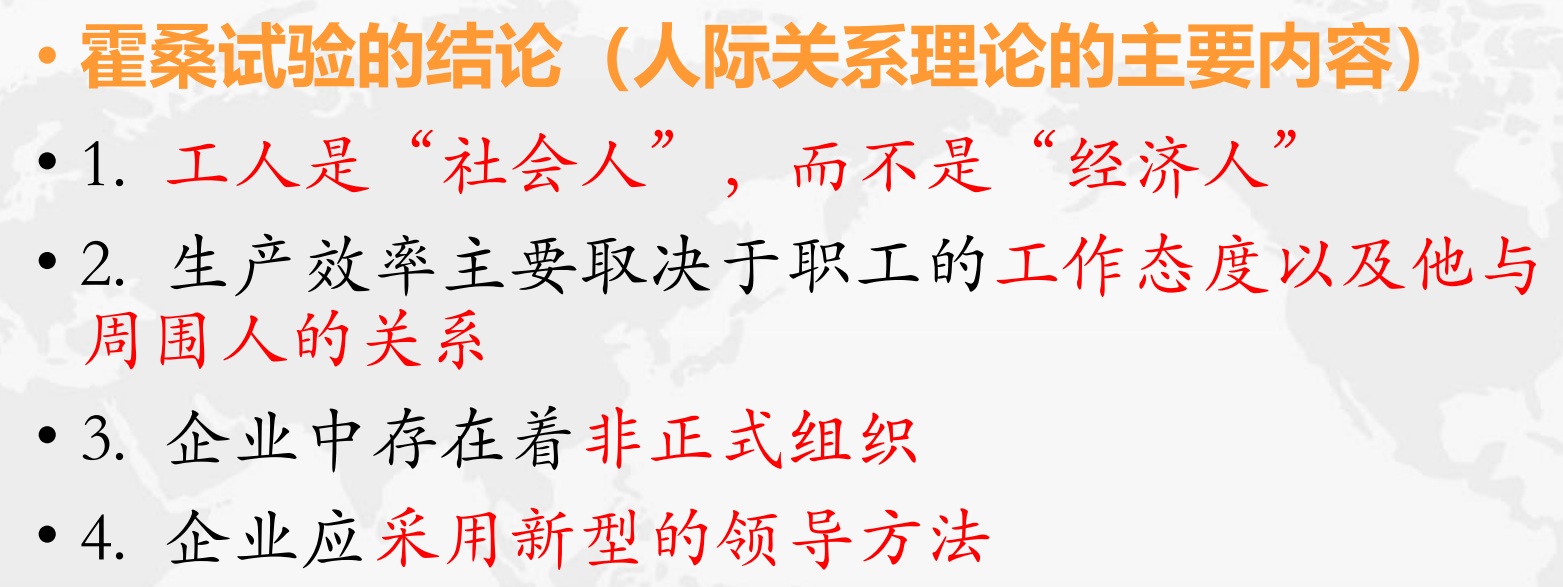 • 霍桑试验的结论（人际关系理论的主要内容）
• 1. 工人是“社会人”，而不是“经济人”
• 2. 生产效率主要取决于职工的工作态度以及他与
周围人的关系
• 3. 企业中存在着非正式组织
• 4. 企业应采用新型的领导方法